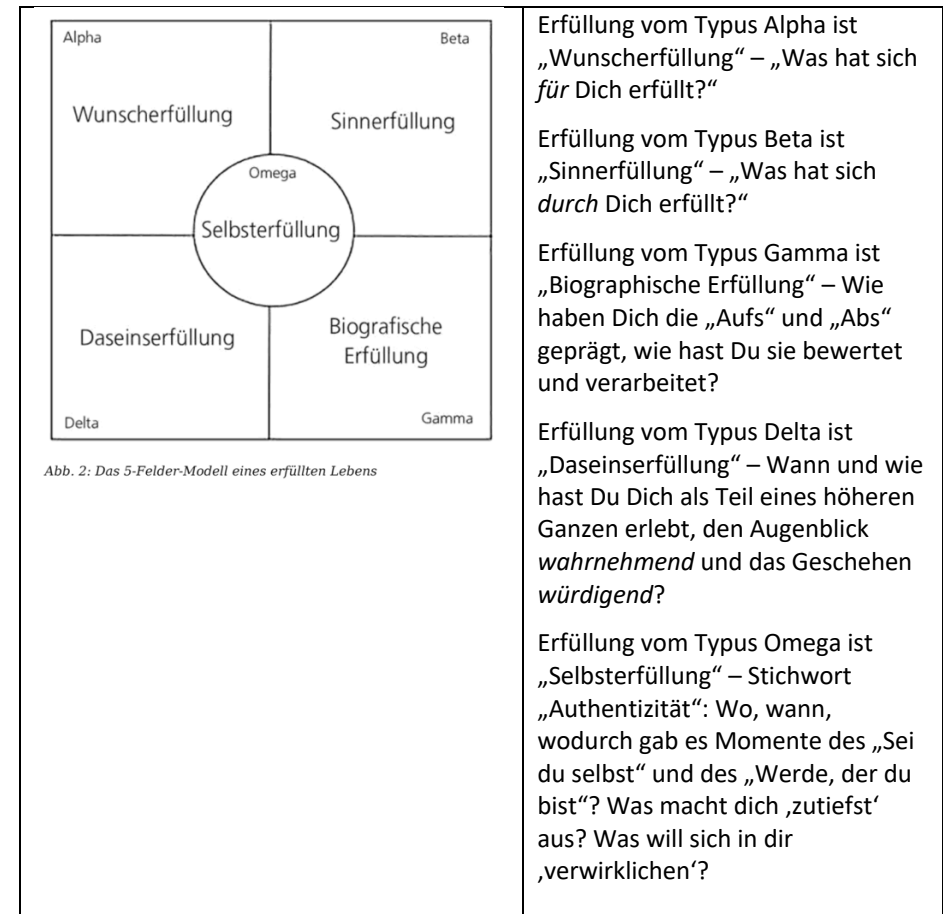 Alpha
Beta
Wunscherfüllung
Sinnerfüllung
Omega
Selbsterfüllung
Daseinserfüllung
Biografische
Erfüllung
Delta
Gamma
Abb. 2: Das 5-Felder-Modell eines erfüllten Lebens
Erfüllung vom Typus Alpha ist
„Wunscherfüllung“ – „Was hat sich
für Dich erfüllt?“
Erfüllung vom Typus Beta ist
„Sinnerfüllung“ – „Was hat sich
durch Dich erfüllt?“
Erfüllung vom Typus Gamma ist
„Biographische Erfüllung“ – Wie
haben Dich die „Aufs“ und „Abs“
geprägt, wie hast Du sie bewertet
und verarbeitet?
Erfüllung vom Typus Delta ist
„Daseinserfüllung“ – Wann und wie
hast Du Dich als Teil eines höheren
Ganzen erlebt, den Augenblick
wahrnehmend und das Geschehen
würdigend?
Erfüllung vom Typus Omega ist
„Selbsterfüllung“ – Stichwort
„Authentizität“: Wo, wann,
wodurch gab es Momente des „Sei
du selbst“ und des „Werde, der du
bist“? Was macht dich ‚zutiefst‘
aus? Was will sich in dir
‚verwirklichen‘?